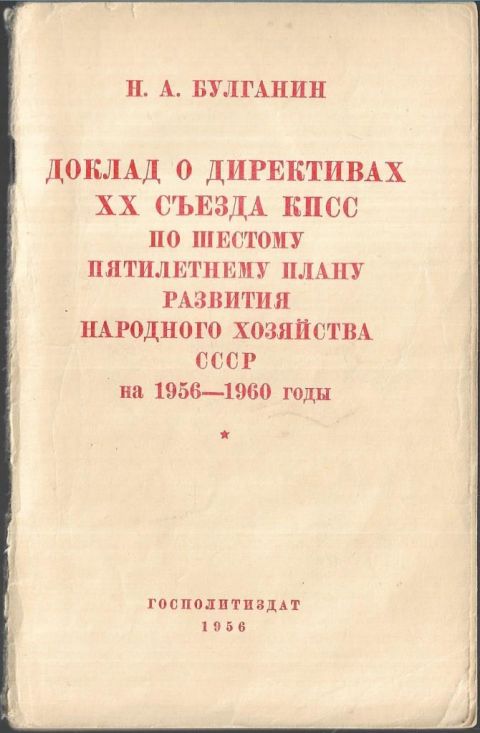 Н. А. БУЛГАНИН
ДОКЛАД О ДИРЕКТИВАХ
XX СЪЕЗДА КПСС
ПО ШЕСТОМУ
ПЯТИЛЕТНЕМУ ПЛАНУ
РАЗВИТИЯ
НАРОДНОГО ХОЗЯЙСТВА
СССР
на 1956—1960 годы
ГОСПОЛИТИЗДАТ
1956